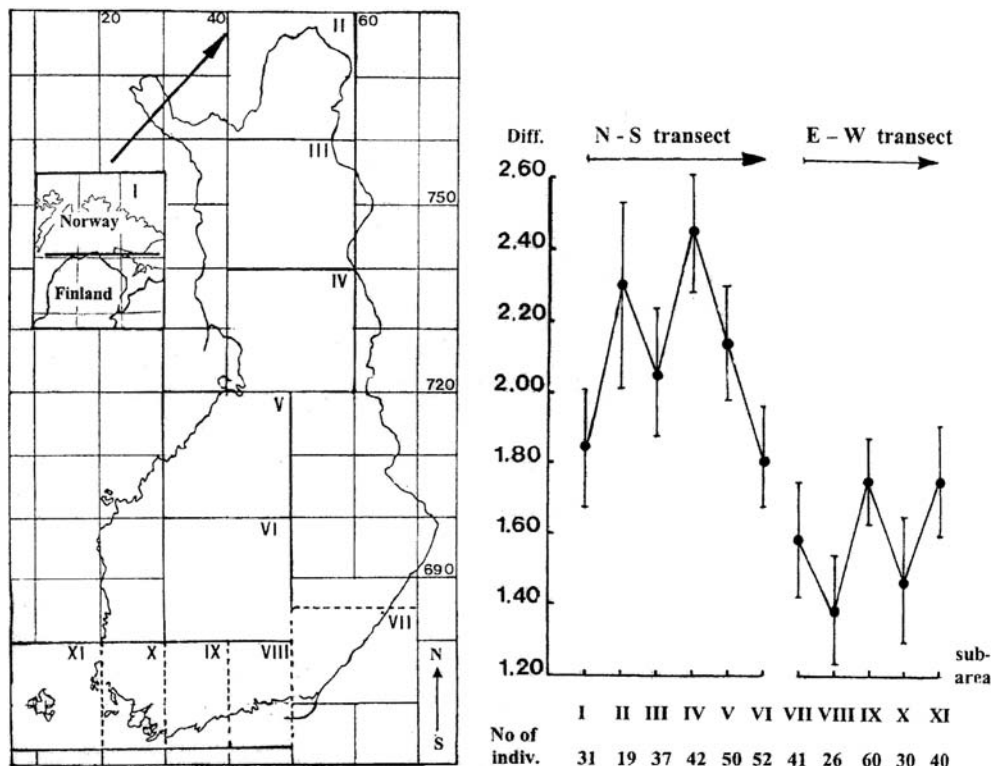 20 40 II 60
III
I
Norway
750
Finland
IV
720
V
VI
690
VII
XI X IX VIII
N
S
Diff. N - S transect E – W transect
2,60
2.40
2,20
2.00
1.80
1.60
1.40
1.20
sub-
area
I II III IV V VI VII VIII IX X XI
No of
indiv. 31 19 37 42 50 52 41 26 60 30 40